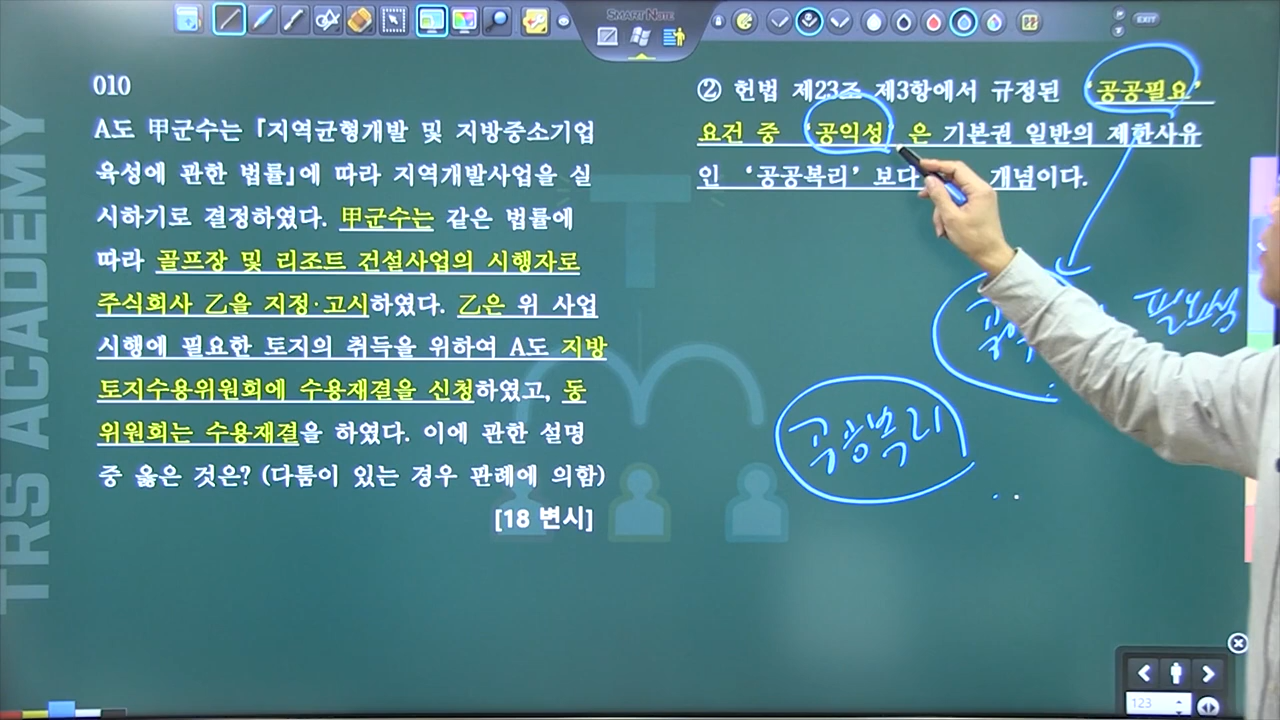 SMARTNOTE
EXIT
010
A도 甲군수는 「지역균형개발 및 지방중소기업
육성에 관한 법률」에 따라 지역개발사업을 실
시하기로 결정하였다. 甲군수는 같은 법률에
따라 골프장 및 리조트 건설사업의 시행자로
주식회사 乙을 지정·고시하였다. 乙은 위 사업
시행에 필요한 토지의 취득을 위하여 A도 지방
토지수용위원회에 수용재결을 신청하였고, 동
위원회는 수용재결을 하였다. 이에 관한 설명
중 옳은 것은? (다툼이 있는 경우 판례에 의함)
[18 변시]
② 헌법 제23조 제3항에서 규정된 ‘공공필요’
요건 중 ‘공익성’은 기본권 일반의 제한사유
인 ‘공공복리’보다 개념이다.
필요성
공공복리
TRS ACADEMY
123